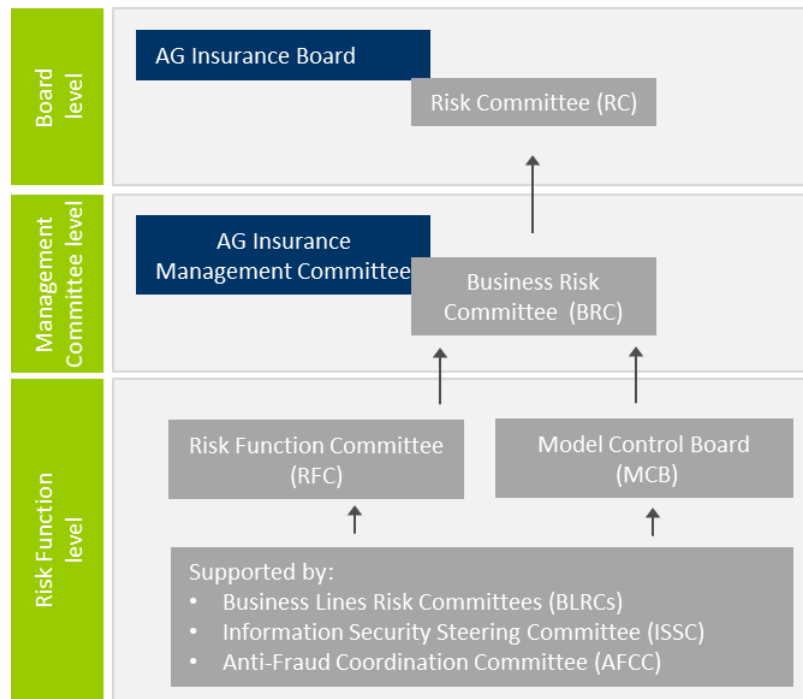 Board
level
AG Insurance Board
Risk Committee (RC)
Management
Committee level
AG Insurance
Management Committee
Business Risk
Committee (BRC)
Risk Function
level
Risk Function Committee
(RFC)
Model Control Board
(MCB)
Supported by:
• Business Lines Risk Committees (BLRCs)
• Information Security Steering Committee (ISSC)
• Anti-Fraud Coordination Committee (AFCC)